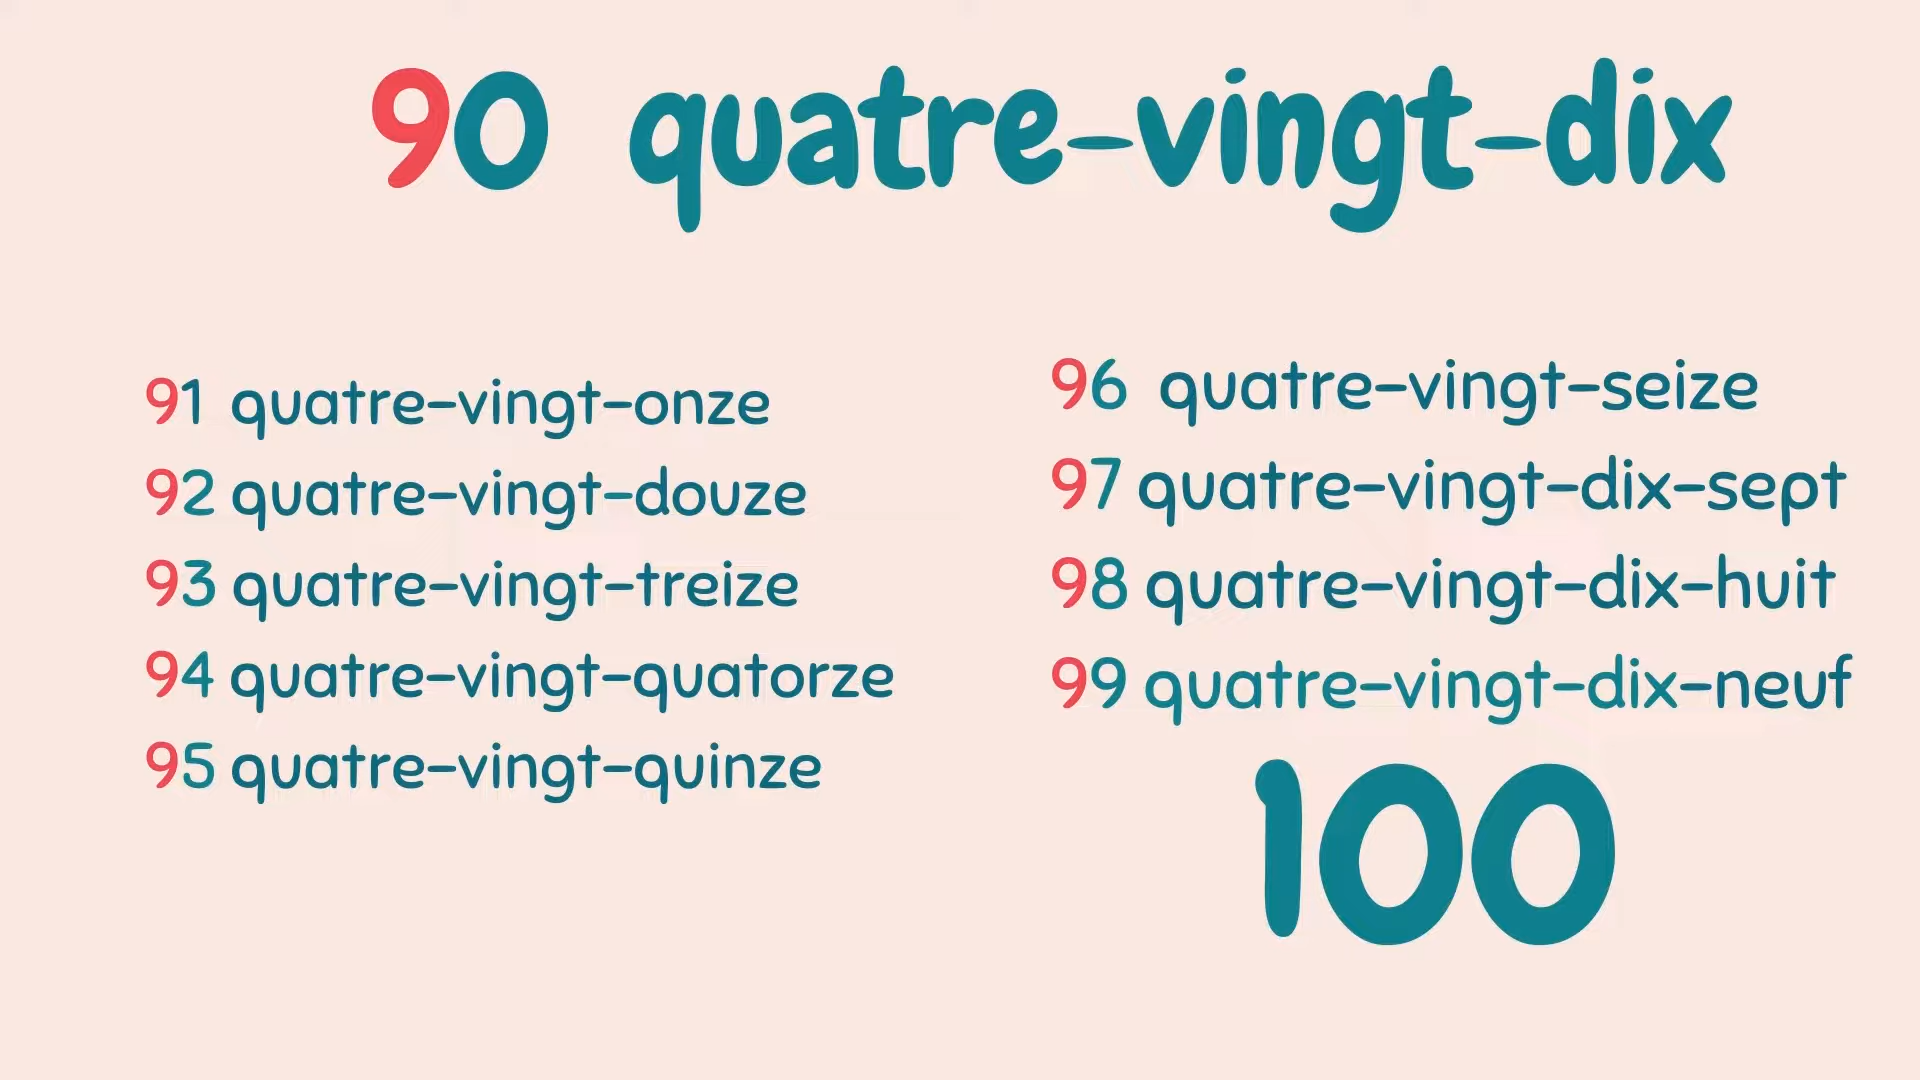 90 quatre-vingt-dix
91 quatre-vingt-onze
92 quatre-vingt-douze
93 quatre-vingt-treize
94 quatre-vingt-quatorze
95 quatre-vingt-quinze
96 quatre-vingt-seize
97 quatre-vingt-dix-sept
98 quatre-vingt-dix-huit
99 quatre-vingt-dix-neuf
100